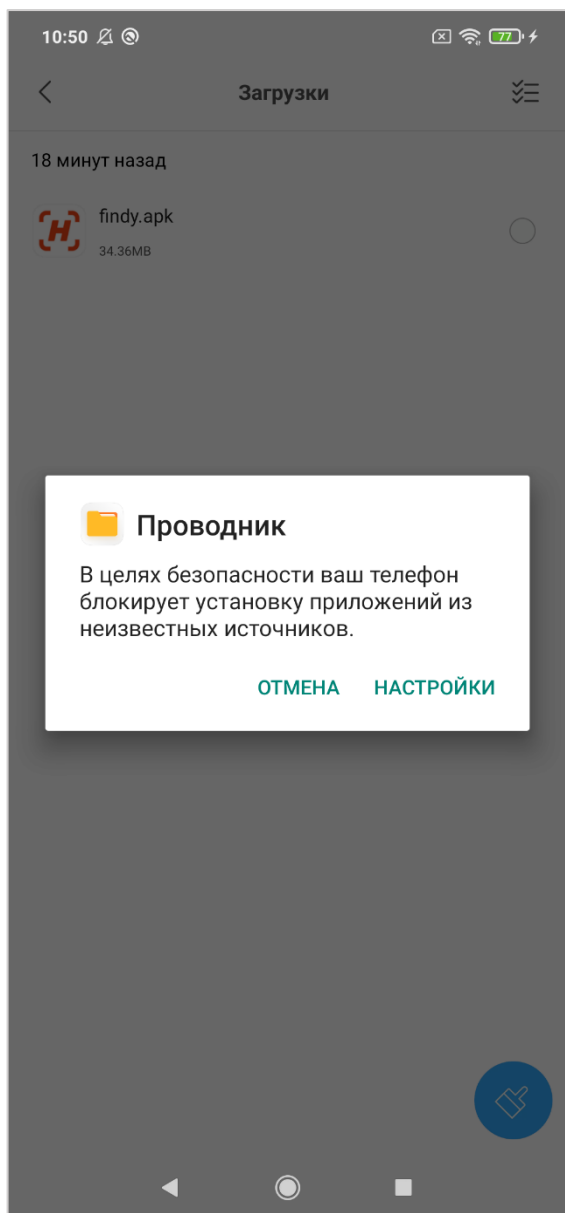 10:50
77
Загрузки
18 минут назад
H
findy.apk
34.36MB
Проводник
В целях безопасности ваш телефон
блокирует установку приложений из
неизвестных источников.
ОТМЕНА НАСТРОЙКИ